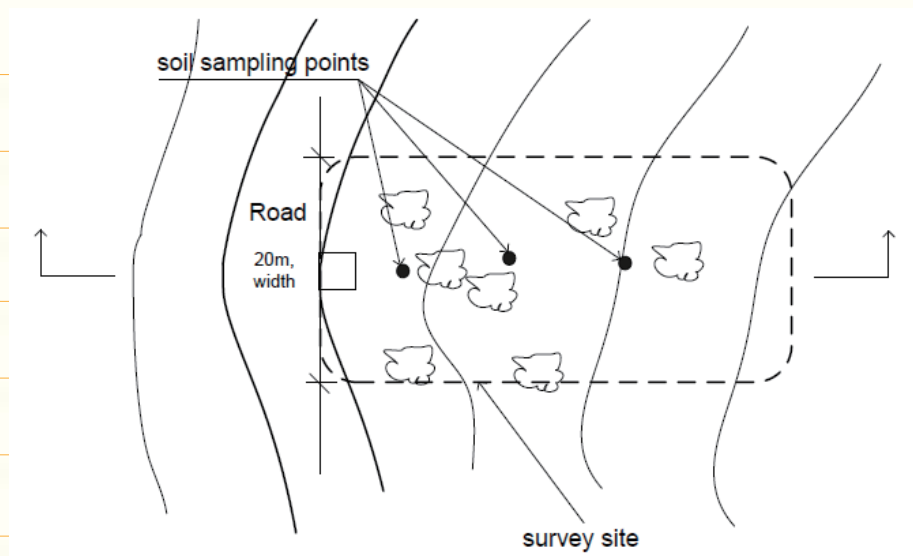 soil sampling points
Road
20m,
width
survey site